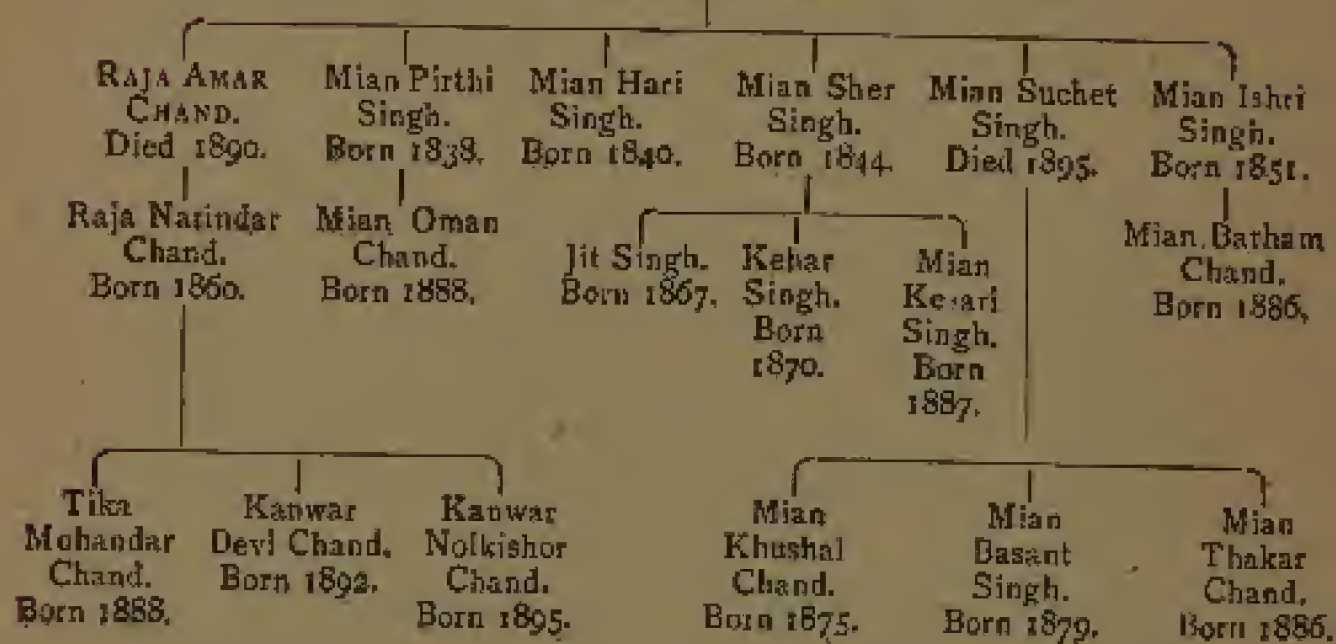 RAJA AMAR
CHAND.
Died 1890.
Mian Pirthi
Singh.
Born 1838.
Mian Hari
Singh.
Born 1840.
Mian Sher
Singh.
Born 1844.
Mian Suchet
Singh.
Died 1895.
Mian Ishri
Singh.
Born 1851.
Raja Narindar
Chand.
Born 1860.
Mian Oman
Chand.
Born 1888.
Jit Singh.
Born 1867.
Kehar
Singh.
Born
1870.
Mian
Kesari
Singh.
Born
1887.
Mian Barham
Chand.
Born 1886.
Tika
Mohandar
Chand.
Born 1888.
Kanwar
Devi Chand.
Born 1892.
Kanwar
Nolkishor
Chand.
Born 1895.
Mian
Khushal
Chand.
Born 1875.
Mian
Basant
Singh.
Born 1879.
Mian
Thakar
Chand.
Born 1886.